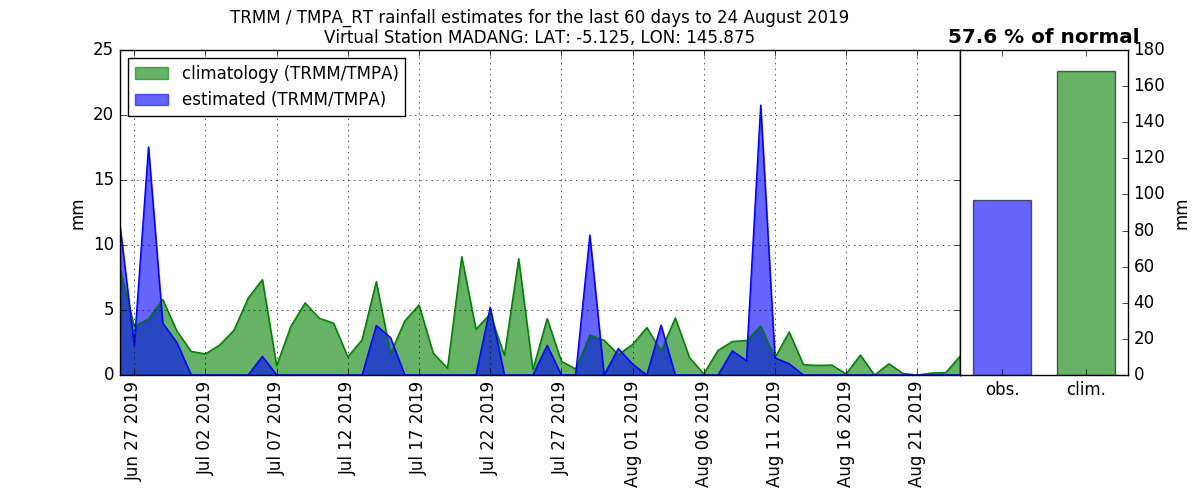 TRMM / TMPA_RT rainfall estimates for the last 60 days to 24 August 2019
Virtual Station MADANG: LAT: -5.125, LON: 145.875
57.6 % of normal
climatology (TRMM/TMPA)
estimated (TRMM/TMPA)
25
20
15
10
5
0
mm
180
160
140
120
100
80
60
40
20
0
mm
Jun 27 2019
Jul 02 2019
Jul 07 2019
Jul 12 2019
Jul 17 2019
Jul 22 2019
Jul 27 2019
Aug 01 2019
Aug 06 2019
Aug 11 2019
Aug 16 2019
Aug 21 2019
obs.
clim.